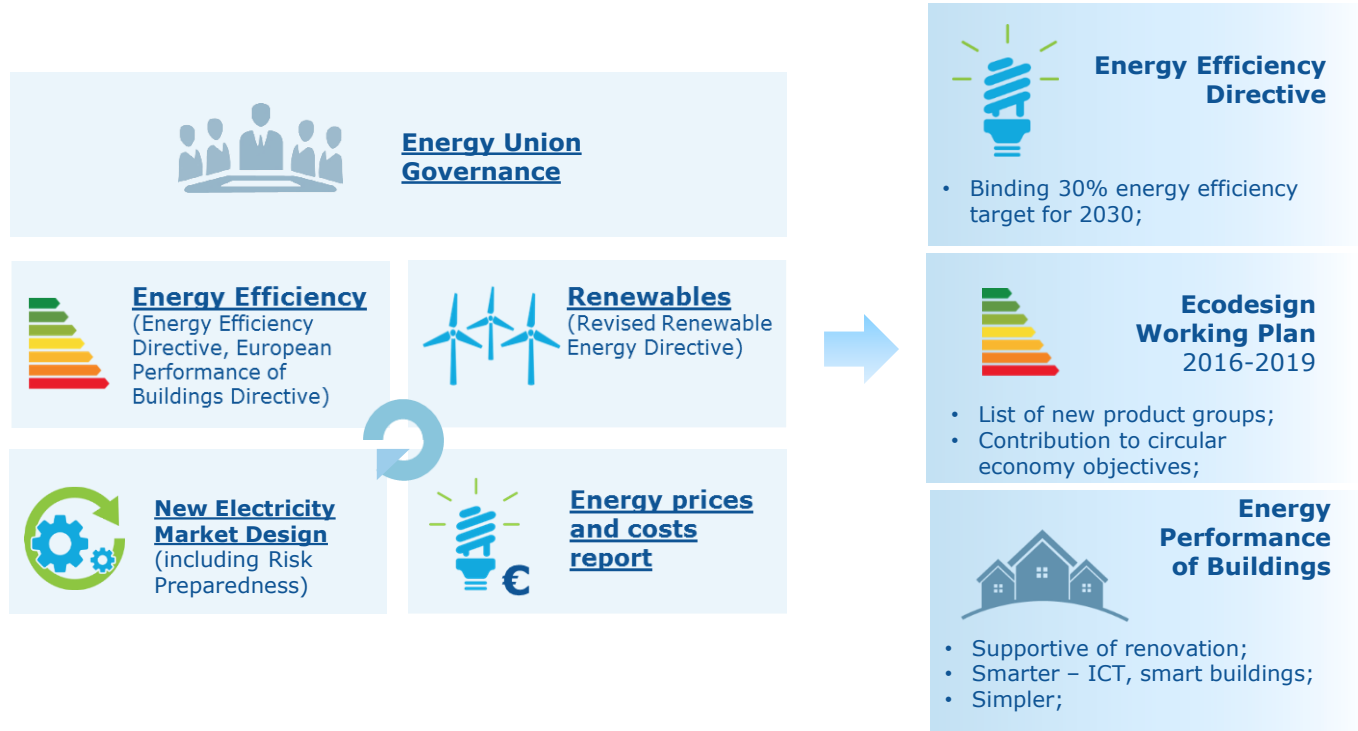 Energy Union
Governance
Energy Efficiency
(Energy Efficiency
Directive, European
Performance of
Buildings Directive)
Renewables
(Revised Renewable
Energy Directive)
New Electricity
Market Design
(including Risk
Preparedness)
Energy prices
and costs
report
€
Energy Efficiency
Directive
• Binding 30% energy efficiency
target for 2030;
Ecodesign
Working Plan
2016-2019
• List of new product groups;
• Contribution to circular
economy objectives;
Energy
Performance
of Buildings
• Supportive of renovation;
• Smarter – ICT, smart buildings;
• Simpler;